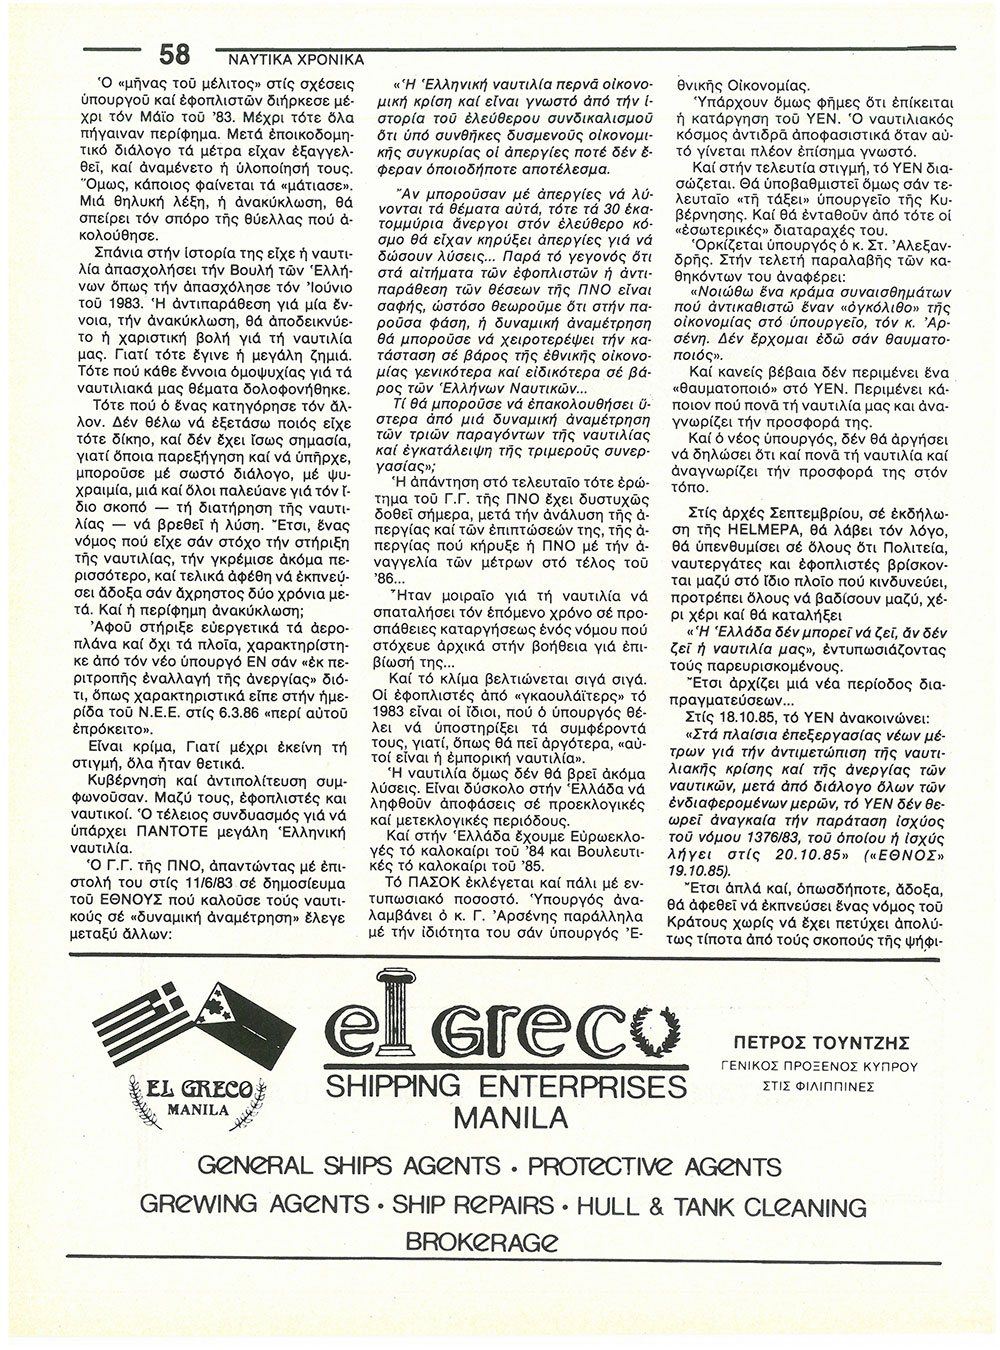 58
ΝΑΥΤΙΚΑ ΧΡΟΝΙΚΑ
Ὁ «μῆνας τοῦ μέλιτος» στίς σχέσεις
ὑπουργοῦ καί ἐφοπλιστῶν διήρκεσε μέ-
χρι τόν Μάϊο τοῦ '83. Μέχρι τότε ὅλα
πήγαιναν περίφημα. Μετά ἐποικοδομη-
τικό διάλογο τά μέτρα εἶχαν ἐξαγγελ-
θεῖ, καί ἀναμένετο ἡ ὑλοποίησή τους.
Ὅμως, κάποιος φαίνεται τά «μάτιασε».
Μιά θηλυκή λέξη, ἡ ἀνακύκλωση, θά
σπείρει τόν σπόρο τῆς θύελλας πού ἀ-
κολούθησε.
Σπάνια στήν ἱστορία της εἶχε ἡ ναυτι-
λία ἀπασχολήσει τήν Βουλή τῶν Ἑλλή-
νων ὅπως τήν ἀπασχόλησε τόν Ἰούνιο
τοῦ 1983. Ἡ ἀντιπαράθεση γιά μία ἔν-
νοια, τήν ἀνακύκλωση, θά ἀποδεικνύε-
το ἡ χαριστική βολή γιά τή ναυτιλία
μας. Γιατί τότε ἔγινε ἡ μεγάλη ζημιά.
Τότε πού κάθε ἔννοια ὁμοψυχίας γιά τά
ναυτιλιακά μας θέματα δολοφονήθηκε.
Τότε πού ὁ ἕνας κατηγόρησε τόν ἄλ-
λον. Δέν θέλω νά ἐξετάσω ποιός εἶχε
τότε δίκηο, καί δέν ἔχει ἴσως σημασία,
γιατί ὅποια παρεξήγηση καί νά ὑπῆρχε,
μποροῦσε μέ σωστό διάλογο, μέ ψυ-
χραιμία, μιά καί ὅλοι παλεύανε γιά τόν ἴ-
διο σκοπό — τή διατήρηση τῆς ναυτι-
λίας — νά βρεθεῖ ἡ λύση. Ἔτσι, ἕνας
νόμος πού εἶχε σάν στόχο τήν στήριξη
τῆς ναυτιλίας, τήν γκρέμισε ἀκόμα πε-
ρισσότερο, καί τελικά ἀφέθη νά ἐκπνεύ-
σει ἄδοξα σάν ἄχρηστος δύο χρόνια με-
τά. Καί ἡ περίφημη ἀνακύκλωση;
Ἀφοῦ στήριξε εὐεργετικά τά ἀερο-
πλάνα καί ὄχι τά πλοῖα, χαρακτηρίστη-
κε ἀπό τόν νέο ὑπουργό ΕΝ σάν «ἐκ πε-
ριτροπῆς ἐναλλαγή τῆς ἀνεργίας» διό-
τι, ὅπως χαρακτηριστικά εἶπε στήν ἡμε-
ρίδα τοῦ Ν.Ε.Ε. στίς 6.3.86 «περί αὐτοῦ
ἐπρόκειτο».
Εἶναι κρίμα, Γιατί μέχρι ἐκείνη τή
στιγμή, ὅλα ἦταν θετικά.
Κυβέρνηση καί ἀντιπολίτευση συμ-
φωνοῦσαν. Μαζύ τους, ἐφοπλιστές και
ναυτικοί. Ὁ τέλειος συνδυασμός γιά νά
ὑπάρχει ΠΑΝΤΟΤΕ μεγάλη Ἑλληνική
ναυτιλία.
Ὁ Γ.Γ. τῆς ΠΝΟ, ἀπαντώντας μέ ἐπι-
στολή του στίς 11/6/83 σέ δημοσίευμα
τοῦ ΕΘΝΟΥΣ πού καλοῦσε τούς ναυτι-
κούς σέ «δυναμική ἀναμέτρηση» ἔλεγε
μεταξύ ἄλλων:
«Ἡ Ἑλληνική ναυτιλία περνᾶ οἰκονο-
μική κρίση καί εἶναι γνωστό ἀπό τήν ἱ-
στορία τοῦ ἐλεύθερου συνδικαλισμοῦ
ὅτι ὑπό συνθῆκες δυσμενοῦς οἰκονομι-
κῆς συγκυρίας οἱ ἀπεργίες ποτέ δέν ἔ-
φεραν ὁποιοδήποτε ἀποτέλεσμα.
Ἄν μποροῦσαν μέ ἀπεργίες νά λύ-
νονται τά θέματα αὐτά, τότε τά 30 ἑκα-
τομμύρια ἄνεργοι στόν ἐλεύθερο κό-
σμο θά εἶχαν κηρύξει ἀπεργίες γιά νά
δώσουν λύσεις... Παρά το γεγονός ὅτι
στά αἰτήματα τῶν ἐφοπλιστῶν ἡ ἀντι-
παράθεση τῶν θέσεων τῆς ΠΝΟ εἶναι
σαφής, ὡστόσο θεωροῦμε ὅτι στήν πα-
ροῦσα φάση, ἡ δυναμική ἀναμέτρηση
θά μποροῦσε νά χειροτερέψει τήν κα-
τάσταση σέ βάρος τῆς ἐθνικῆς οἰκονο-
μίας γενικότερα καί εἰδικότερα σέ βά-
ρος τῶν Ἑλλήνων Ναυτικῶν...
Τί θά μποροῦσε νά ἐπακολουθήσει ὕ-
στερα ἀπό μιά δυναμική ἀναμέτρηση
τῶν τριῶν παραγόντων τῆς ναυτιλίας
καί ἐγκατάλειψη τῆς τριμεροῦς συνερ-
γασίας»;
Ἡ ἀπάντηση στό τελευταῖο τότε ἐρώ-
τημα τοῦ Γ.Γ. τῆς ΠΝΟ ἔχει δυστυχῶς
δοθεῖ σήμερα, μετά τήν ἀνάλυση τῆς ἀ-
περγίας καί τῶν ἐπιπτώσεών της, τῆς ἀ-
περγίας πού κήρυξε ἡ ΠΝΟ μέ τήν ἀ-
ναγγελία τῶν μέτρων στό τέλος τοῦ
'86...
Ἦταν μοιραῖο γιά τή ναυτιλία νά
σπαταλήσει τόν ἑπόμενο χρόνο σέ προ-
σπάθειες καταργήσεως ἑνός νόμου πού
στόχευε ἀρχικά στήν βοήθεια γιά ἐπι-
βίωσή της...
Καί τό κλίμα βελτιώνεται σιγά σιγά.
Οἱ ἐφοπλιστές ἀπό «γκαουλάϊτερς» τό
1983 εἶναι οἱ ἴδιοι, πού ὁ ὑπουργός θέ-
λει νά ὑποστηρίξει τά συμφέροντά
τους, γιατί, ὅπως θά πεῖ ἀργότερα, «αὐ-
τοί εἶναι ἡ ἐμπορική ναυτιλία».
Ἡ ναυτιλία ὅμως δέν θά βρεῖ ἀκόμα
λύσεις. Εἶναι δύσκολο στήν Ἑλλάδα νά
ληφθοῦν ἀποφάσεις σέ προεκλογικές
καί μετεκλογικές περιόδους.
Καί στήν Ἑλλάδα ἔχουμε Εὐρωεκλο-
γές τό καλοκαίρι τοῦ '84 και Βουλευτι-
κές τό καλοκαίρι τοῦ '85.
Τό ΠΑΣΟΚ ἐκλέγεται καί πάλι μέ εν-
τυπωσιακό ποσοστό. Ὑπουργός ἀνα-
λαμβάνει ὁ κ. Γ. Ἀρσένης παράλληλα
μέ τήν ἰδιότητα του σάν ὑπουργός Ἐ-
θνικῆς Οἰκονομίας.
Ὑπάρχουν ὅμως φῆμες ὅτι ἐπίκειται
ἡ κατάργηση τοῦ ΥΕΝ. Ὁ ναυτιλιακός
κόσμος ἀντιδρᾶ ἀποφασιστικά ὅταν αὐ-
τό γίνεται πλέον ἐπίσημα γνωστό.
Καί στήν τελευτία στιγμή, τό ΥΕΝ δια-
σώζεται. Θά ὑποβαθμιστεῖ ὅμως σάν τε-
λευταῖο «τῆ τάξει» ὑπουργεῖο τῆς Κυ-
βέρνησης. Καί θά ἐνταθοῦν ἀπό τότε οἱ
«ἐσωτερικές» διαταραχές του.
Ὁρκίζεται ὑπουργός ὁ κ. Στ. Ἀλεξαν-
δρῆς. Στήν τελετή παραλαβῆς τῶν κα-
θηκόντων του ἀναφέρει:
«Νοιώθω ἕνα κράμα συναισθημάτων
πού ἀντικαθιστῶ ἕναν «ὀγκόλιθο» τῆς
οἰκονομίας στό ὑπουργεῖο, τόν κ. Ἀρ-
σένη. Δέν ἔρχομαι ἐδῶ σάν θαυματο-
ποιός».
Καί κανείς βέβαια δέν περιμένει ἕνα
«θαυματοποιό» στό ΥΕΝ. Περιμένει κά-
ποιον πού πονᾶ τή ναυτιλία μας και ἀνα-
γνωρίζει τήν προσφορά της.
Καί ὁ νέος ὑπουργός, δέν θά ἀργήσει
νά δηλώσει ὅτι καί πονᾶ τή ναυτιλία καί
ἀναγνωρίζει τήν προσφορά της στόν
τόπο.
Στίς ἀρχές Σεπτεμβρίου, σέ ἐκδήλω-
ση τῆς HELMEPA, θά λάβει τόν λόγο,
θά ὑπενθυμίσει σέ ὅλους ὅτι Πολιτεία,
ναυτεργάτες καί ἐφοπλιστές βρίσκον-
ται μαζύ στό ἴδιο πλοῖο πού κινδυνεύει,
προτρέπει ὅλους νά βαδίσουν μαζύ, χέ-
ρι χέρι καί θά καταλήξει
«Ἡ Ἑλλάδα δέν μπορεῖ νά ζεῖ, ἄν δέν
ζεῖ ἡ ναυτιλία μας», ἐντυπωσιάζοντας
τούς παρευρισκομένους.
Ἔτσι ἀρχίζει μιά νέα περίοδος δια-
πραγματεύσεων...
Στίς 18.10.85, τό ΥΕΝ ἀνακοινώνει:
«Στά πλαίσια ἐπεξεργασίας νέων μέ-
τρων γιά τήν ἀντιμετώπιση τῆς ναυτι-
λιακῆς κρίσης καί τῆς ἀνεργίας τῶν
ναυτικῶν, μετά ἀπό διάλογο ὅλων τῶν
ἐνδιαφερομένων μερῶν, τό ΥΕΝ δέν θε-
ωρεῖ ἀναγκαία τήν παράταση ἰσχύος
τοῦ νόμου 1376/83, τοῦ ὁποίου ἡ ἰσχύς
λήγει στίς 20.10.85» («ΕΘΝΟΣ»
19.10.85).
Ἔτσι ἁπλά καί, ὁπωσδήποτε, ἄδοξα,
θά ἀφεθεῖ νά ἐκπνεύσει ἕνας νόμος τοῦ
Κράτους χωρίς νά ἔχει πετύχει ἀπολύ-
τως τίποτα ἀπό τούς σκοπούς τῆς ψήφι-
EL GRECO
MANILA
el Greco
SHIPPING ENTERPRISES
MANILA
ΠΕΤΡΟΣ ΤΟΥΝΤΖΗΣ
ΓΕΝΙΚΟΣ ΠΡΟΞΕΝΟΣ ΚΥΠΡΟΥ
ΣΤΙΣ ΦΙΛΙΠΠΙΝΕΣ
GENERAL SHIPS AGENTS • PROTECTIVE AGENTS
GREWING AGENTS • SHIP REPAIRS • HULL & TANK CLEANING
BROKERAGE